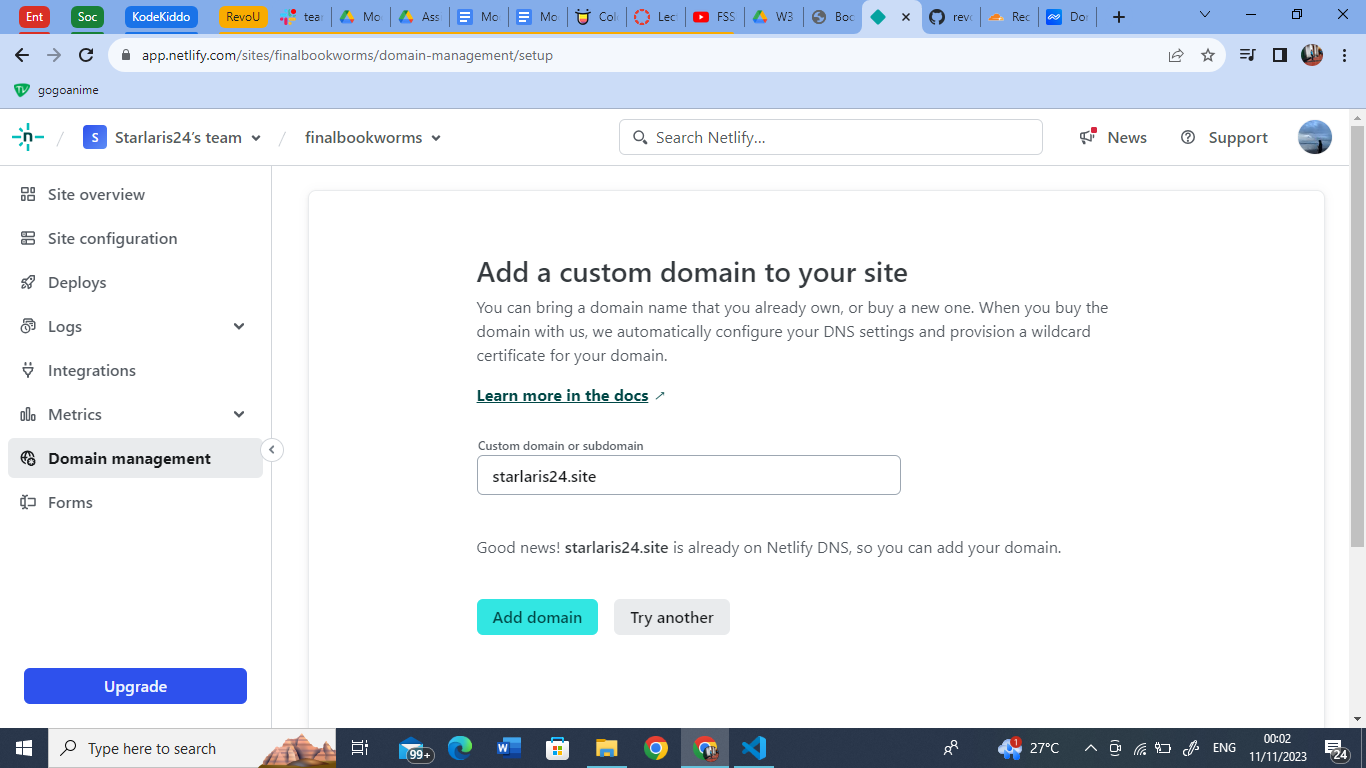 Ent
Soc
KodeKiddo
RevoU
tear
Mo
Assi
Mo
Mo
Col
Lec
FSS
W3
Boo
revo
Rec
Do
app.netlify.com/sites/finalbookworms/domain-management/setup
gogoanime
n / S Starlaris24's team / finalbookworms
Search Netlify...
News
Support
Site overview
Site configuration
Deploys
Logs
Integrations
Metrics
Domain management
Forms
Upgrade
Add a custom domain to your site
You can bring a domain name that you already own, or buy a new one. When you buy the
domain with us, we automatically configure your DNS settings and provision a wildcard
certificate for your domain.
Learn more in the docs ↗
Custom domain or subdomain
starlaris24.site
Good news! starlaris24.site is already on Netlify DNS, so you can add your domain.
Add domain
Try another
Type here to search
99+
1
27°C
ENG
00:02
11/11/2023
24